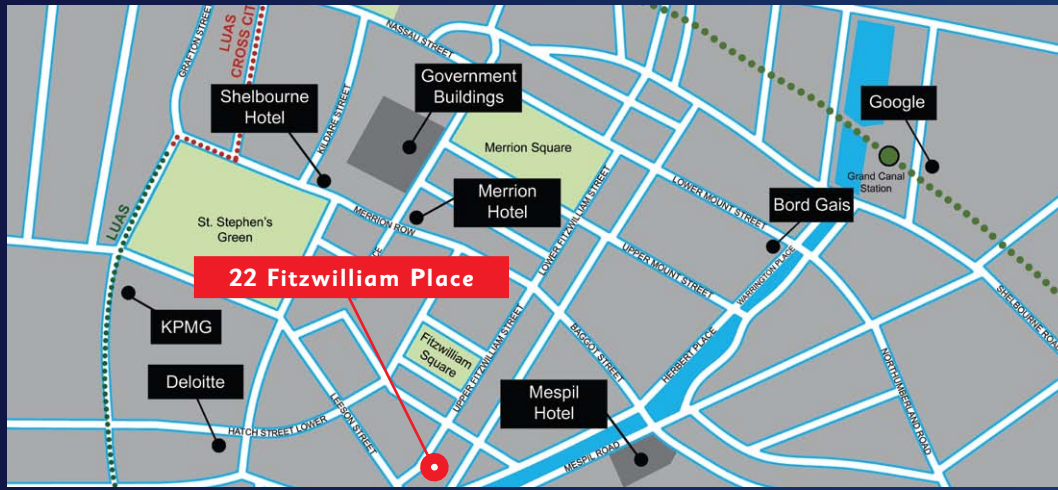 GRAFTON STREET
LUAS
CROSS CITY
NASSAU STREET
Shelbourne
Hotel
KILDARE STREET
Government
Buildings
Google
Merrion Square
Grand Canal
Station
LUAS
St. Stephen's
Green
Merrion
Hotel
MERRION ROW
LOWER FITZWILLIAM STREET
LOWER MOUNT STREET
Bord Gais
UPPER MOUNT STREET
WARRINGTON PLACE
22 Fitzwilliam Place
SHELBOURNE ROAD
KPMG
Fitzwilliam
Square
UPPER FITZWILLIAM STREET
BAGGOT STREET
HERBERT PLACE
NORTHUMBERLAND ROAD
Deloitte
LEESON STREET
HATCH STREET LOWER
Mespil
Hotel
MESPIL ROAD